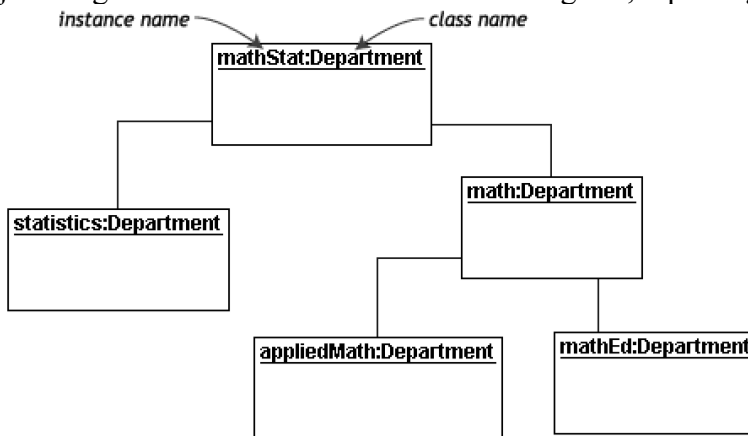 instance name
class name
mathStat:Department
math:Department
statistics:Department
appliedMath:Department
mathEd:Department